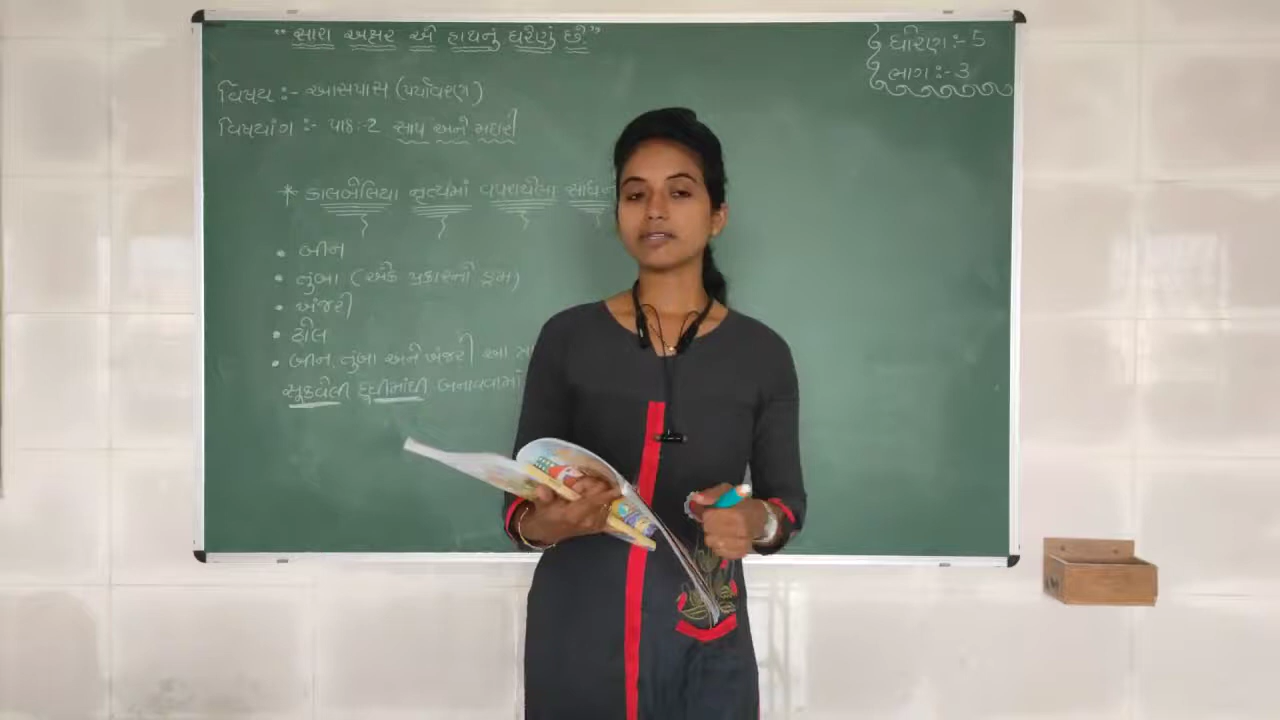 "સારા અક્ષર એ હાથનું ઘરેણું છે"
ધોરણ:- 5
ભાગ:- 3
વિષય :- આસપાસ (પર્યાવરણ)
વિષયાંગ :- પાઠ:-2 સાપ અને મદારી
* કાલબેલિયા નૃત્યમાં વપરાયેલા સાધન
• બીન
• તુંબા (એક પ્રકારનો ડ્રમ)
• ખંજરી
• ઢોલ
• બીન, તુંબા અને ખંજરી આ
સૂકવેલી દુધીમાંથી બનાવવામાં